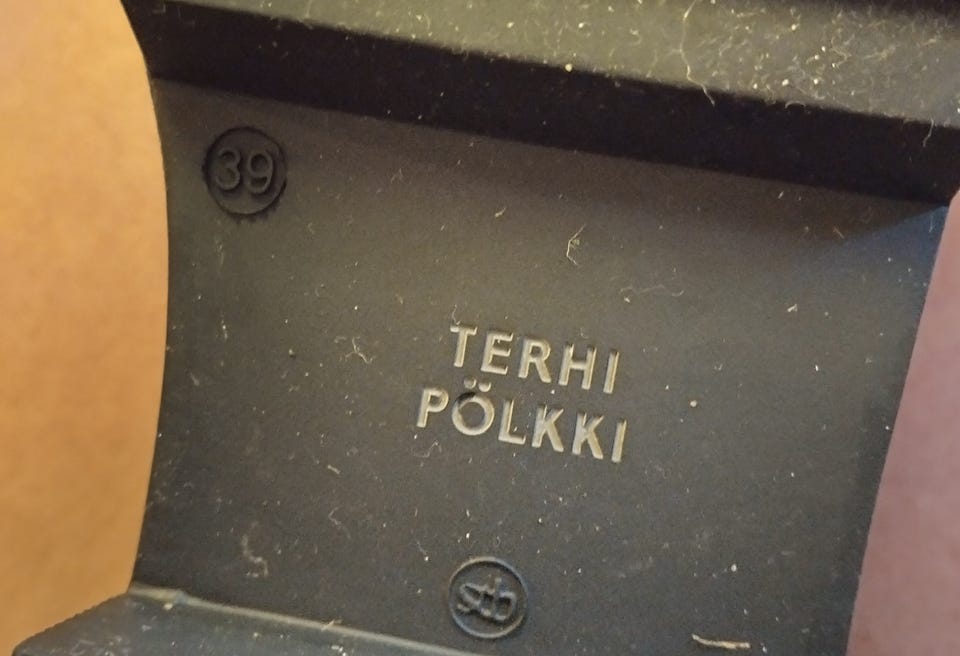 39
TERHI
PÖLKKI
stb